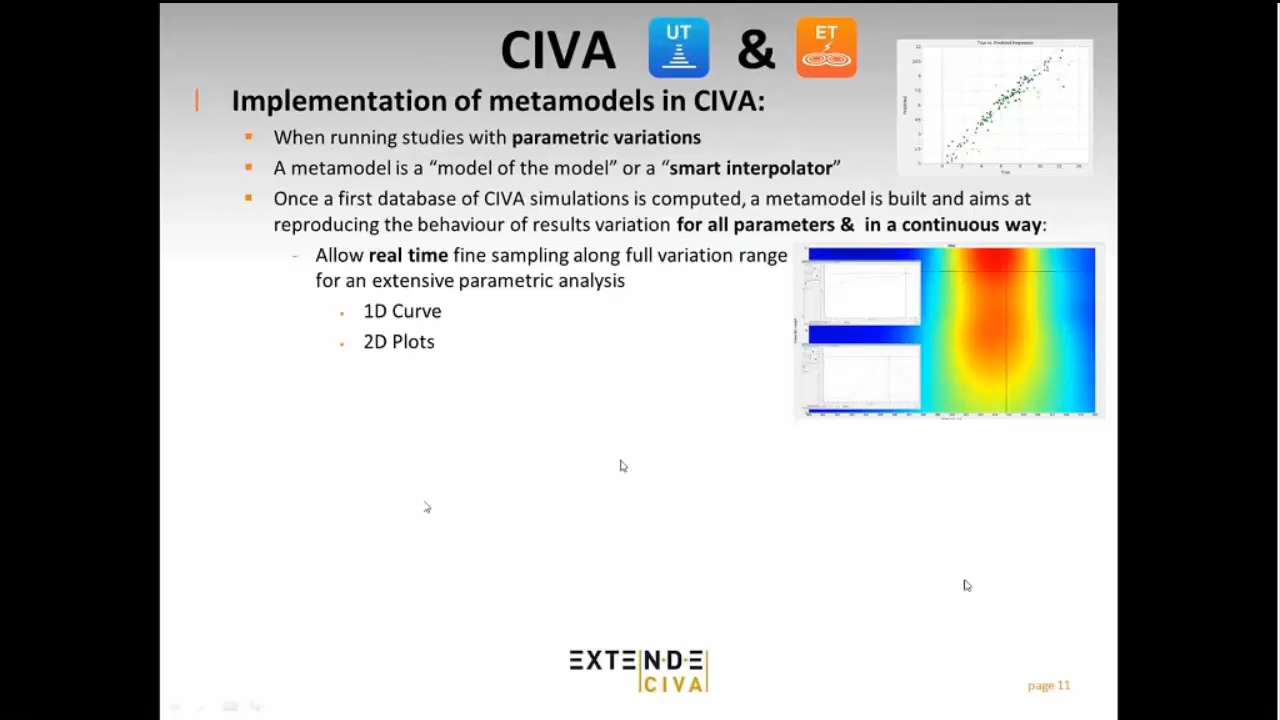 CIVA UT & ET
Implementation of metamodels in CIVA:
When running studies with parametric variations
A metamodel is a “model of the model” or a “smart interpolator”
Once a first database of CIVA simulations is computed, a metamodel is built and aims at
reproducing the behaviour of results variation for all parameters & in a continuous way:
Allow real time fine sampling along full variation range
for an extensive parametric analysis
1D Curve
2D Plots
EXTENDE
CIVA
page 11